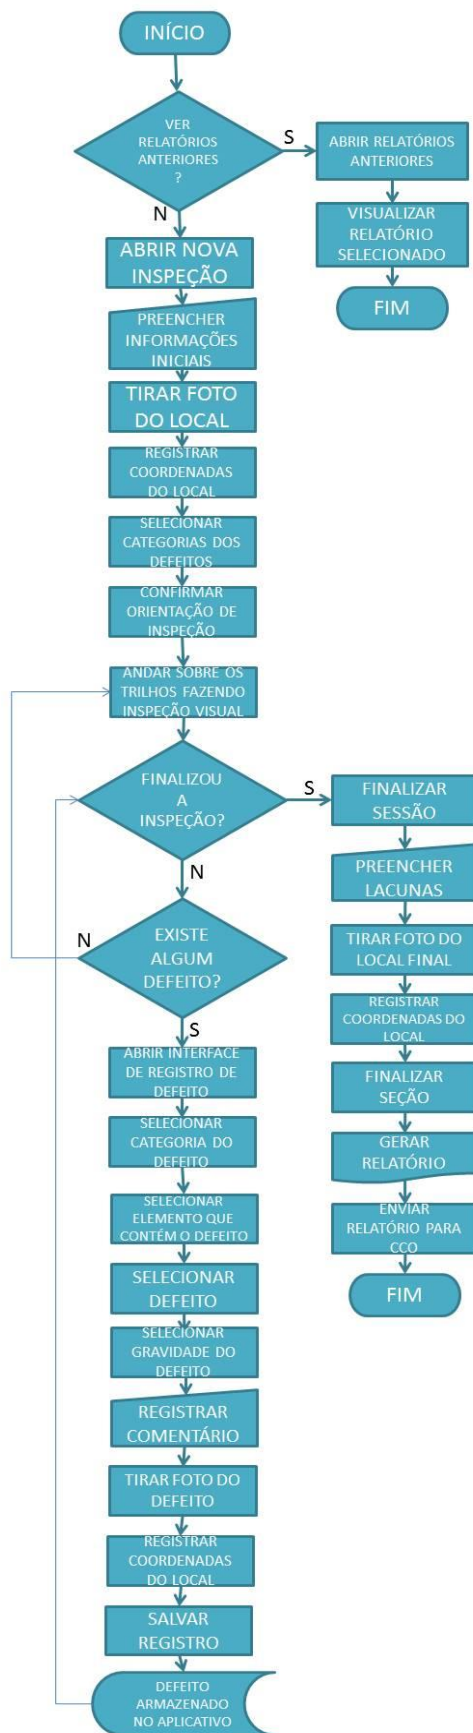 INÍCIO
VER
RELATÓRIOS
ANTERIORES
?
S
ABRIR RELATÓRIOS
ANTERIORES
VISUALIZAR
RELATÓRIO
SELECIONADO
FIM
N
ABRIR NOVA
INSPEÇÃO
PREENCHER
INFORMAÇÕES
INICIAIS
TIRAR FOTO
DO LOCAL
REGISTRAR
COORDENADAS
DO LOCAL
SELECIONAR
CATEGORIAS DOS
DEFEITOS
CONFIRMAR
ORIENTAÇÃO DE
INSPEÇÃO
ANDAR SOBRE OS
TRILHOS FAZENDO
INSPEÇÃO VISUAL
FINALIZOU
A
INSPEÇÃO?
S
FINALIZAR
SESSÃO
PREENCHER
LACUNAS
TIRAR FOTO DO
LOCAL FINAL
REGISTRAR
COORDENADAS DO
LOCAL
FINALIZAR
SEÇÃO
GERAR
RELATÓRIO
ENVIAR
RELATÓRIO PARA
CCO
FIM
N
EXISTE
ALGUM
DEFEITO?
N
S
ABRIR INTERFACE
DE REGISTRO DE
DEFEITO
SELECIONAR
CATEGORIA DO
DEFEITO
SELECIONAR
ELEMENTO QUE
CONTÉM O DEFEITO
SELECIONAR
DEFEITO
SELECIONAR
GRAVIDADE DO
DEFEITO
REGISTRAR
COMENTÁRIO
TIRAR FOTO DO
DEFEITO
REGISTRAR
COORDENADAS
DO LOCAL
SALVAR
REGISTRO
DEFEITO
ARMAZENADO
NO APLICATIVO